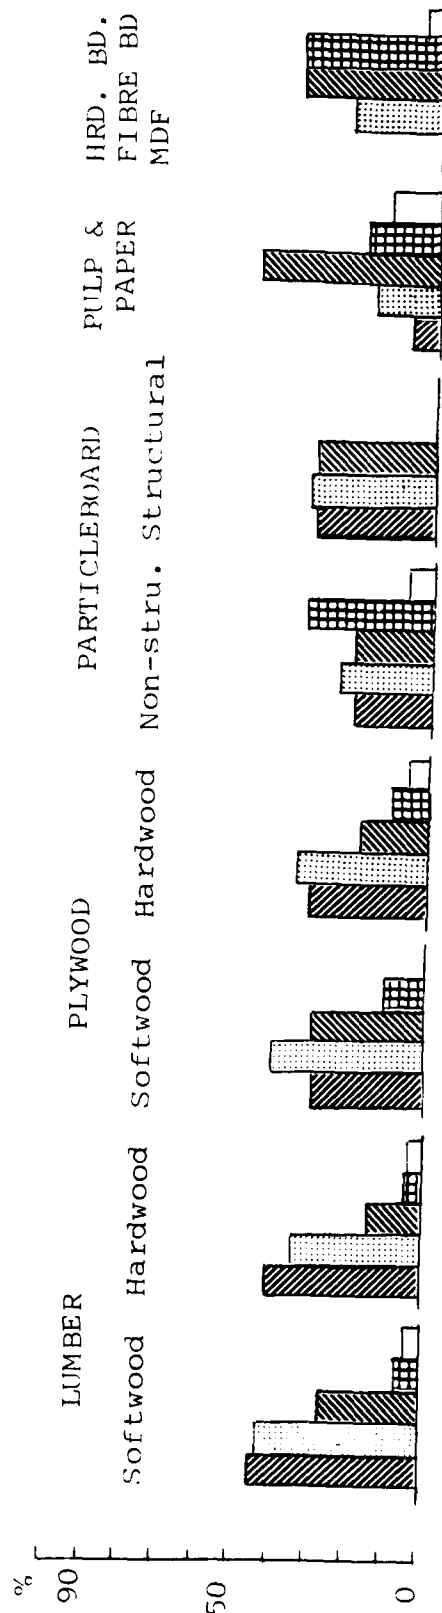 %
90
50
0
LUMBER
Softwood Hardwood
PLYWOOD
Softwood Hardwood
PARTICLEBOARD
Non-stru. Structural
PULP &
PAPER
HRD. BD.
FIBRE BD
MDF